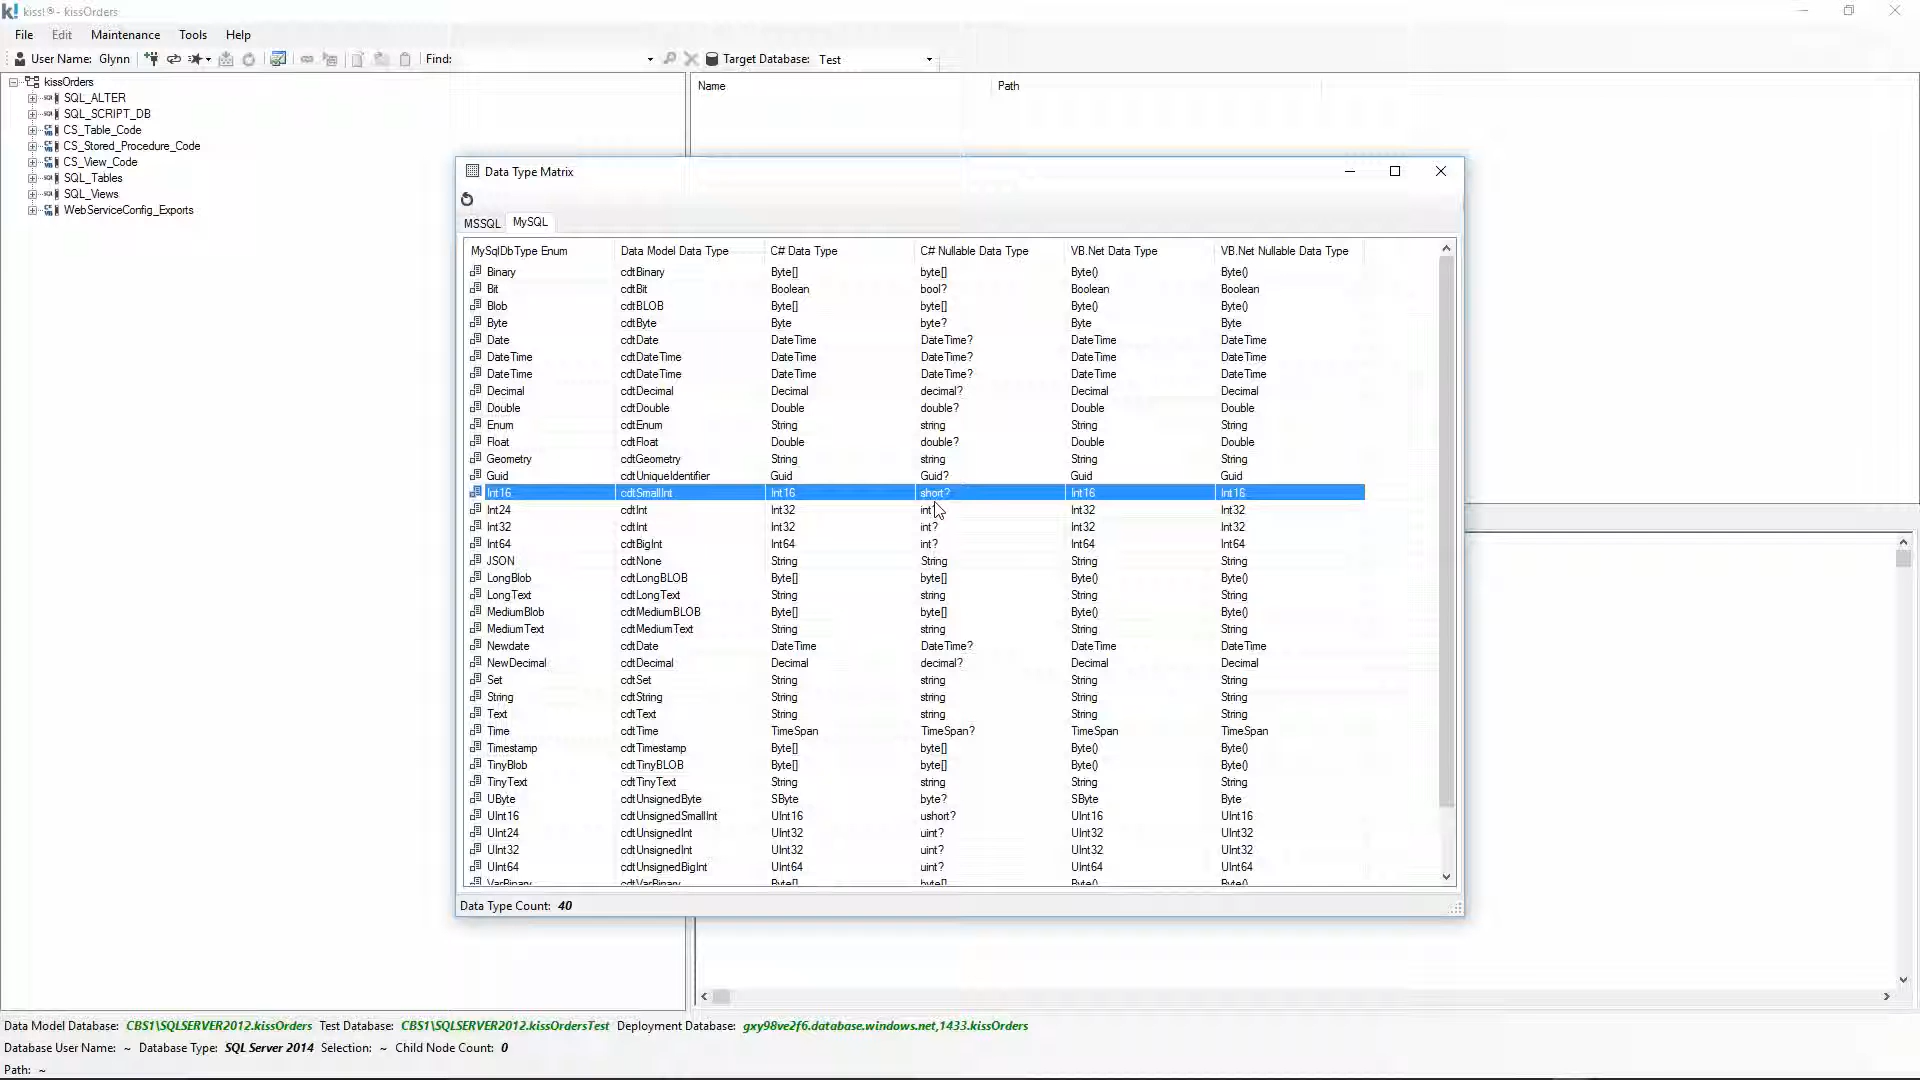 k! kiss!® - kissOrders
File Edit Maintenance Tools Help
User Name: Glynn Find: Target Database: Test
kissOrders
SQL_ALTER
SQL_SCRIPT_DB
CS_Table_Code
CS_Stored_Procedure_Code
CS_View_Code
SQL_Tables
SQL_Views
WebServiceConfig_Exports
Name Path
Data Type Matrix
MSSQL MySQL
MySqlDbType Enum Data Model Data Type C# Data Type C# Nullable Data Type VB.Net Data Type VB.Net Nullable Data Type
Binary cdtBinary Byte[] byte[] Byte() Byte()
Bit cdtBit Boolean bool? Boolean Boolean
Blob cdtBLOB Byte[] byte[] Byte() Byte()
Byte cdtByte Byte byte? Byte Byte
Date cdtDate DateTime DateTime? DateTime DateTime
DateTime cdtDateTime DateTime DateTime? DateTime DateTime
DateTime cdtDateTime DateTime DateTime? DateTime DateTime
Decimal cdtDecimal Decimal decimal? Decimal Decimal
Double cdtDouble Double double? Double Double
Enum cdtEnum String string String String
Float cdtFloat Double double? Double Double
Geometry cdtGeometry String string String String
Guid cdtUniqueIdentifier Guid Guid? Guid Guid
Int16 cdtSmallInt Int16 short? Int16 Int16
Int24 cdtInt Int32 int Int32 Int32
Int32 cdtInt Int32 int? Int32 Int32
Int64 cdtBigInt Int64 int? Int64 Int64
JSON cdtNone String String String String
LongBlob cdtLongBLOB Byte[] byte[] Byte() Byte()
LongText cdtLongText String string String String
MediumBlob cdtMediumBLOB Byte[] byte[] Byte() Byte()
MediumText cdtMediumText String string String String
Newdate cdtDate DateTime DateTime? DateTime DateTime
NewDecimal cdtDecimal Decimal decimal? Decimal Decimal
Set cdtSet String string String String
String cdtString String string String String
Text cdtText String string String String
Time cdtTime TimeSpan TimeSpan? TimeSpan TimeSpan
Timestamp cdtTimestamp Byte[] byte[] Byte() Byte()
TinyBlob cdtTinyBLOB Byte[] byte[] Byte() Byte()
TinyText cdtTinyText String string String String
UByte cdtUnsignedByte SByte byte? SByte Byte
UInt16 cdtUnsignedSmallInt UInt16 ushort? UInt16 UInt16
UInt24 cdtUnsignedInt UInt32 uint? UInt32 UInt32
UInt32 cdtUnsignedInt UInt32 uint? UInt32 UInt32
UInt64 cdtUnsignedBigInt UInt64 uint? UInt64 UInt64
VarBinary cdtVarBinary Byte[] byte[] Byte() Byte()
Data Type Count: 40
Data Model Database: CBS1\SQLSERVER2012.kissOrders Test Database: CBS1\SQLSERVER2012.kissOrdersTest Deployment Database: gxy98ve2f6.database.windows.net,1433.kissOrders
Database User Name: ~ Database Type: SQL Server 2014 Selection: ~ Child Node Count: 0
Path: ~